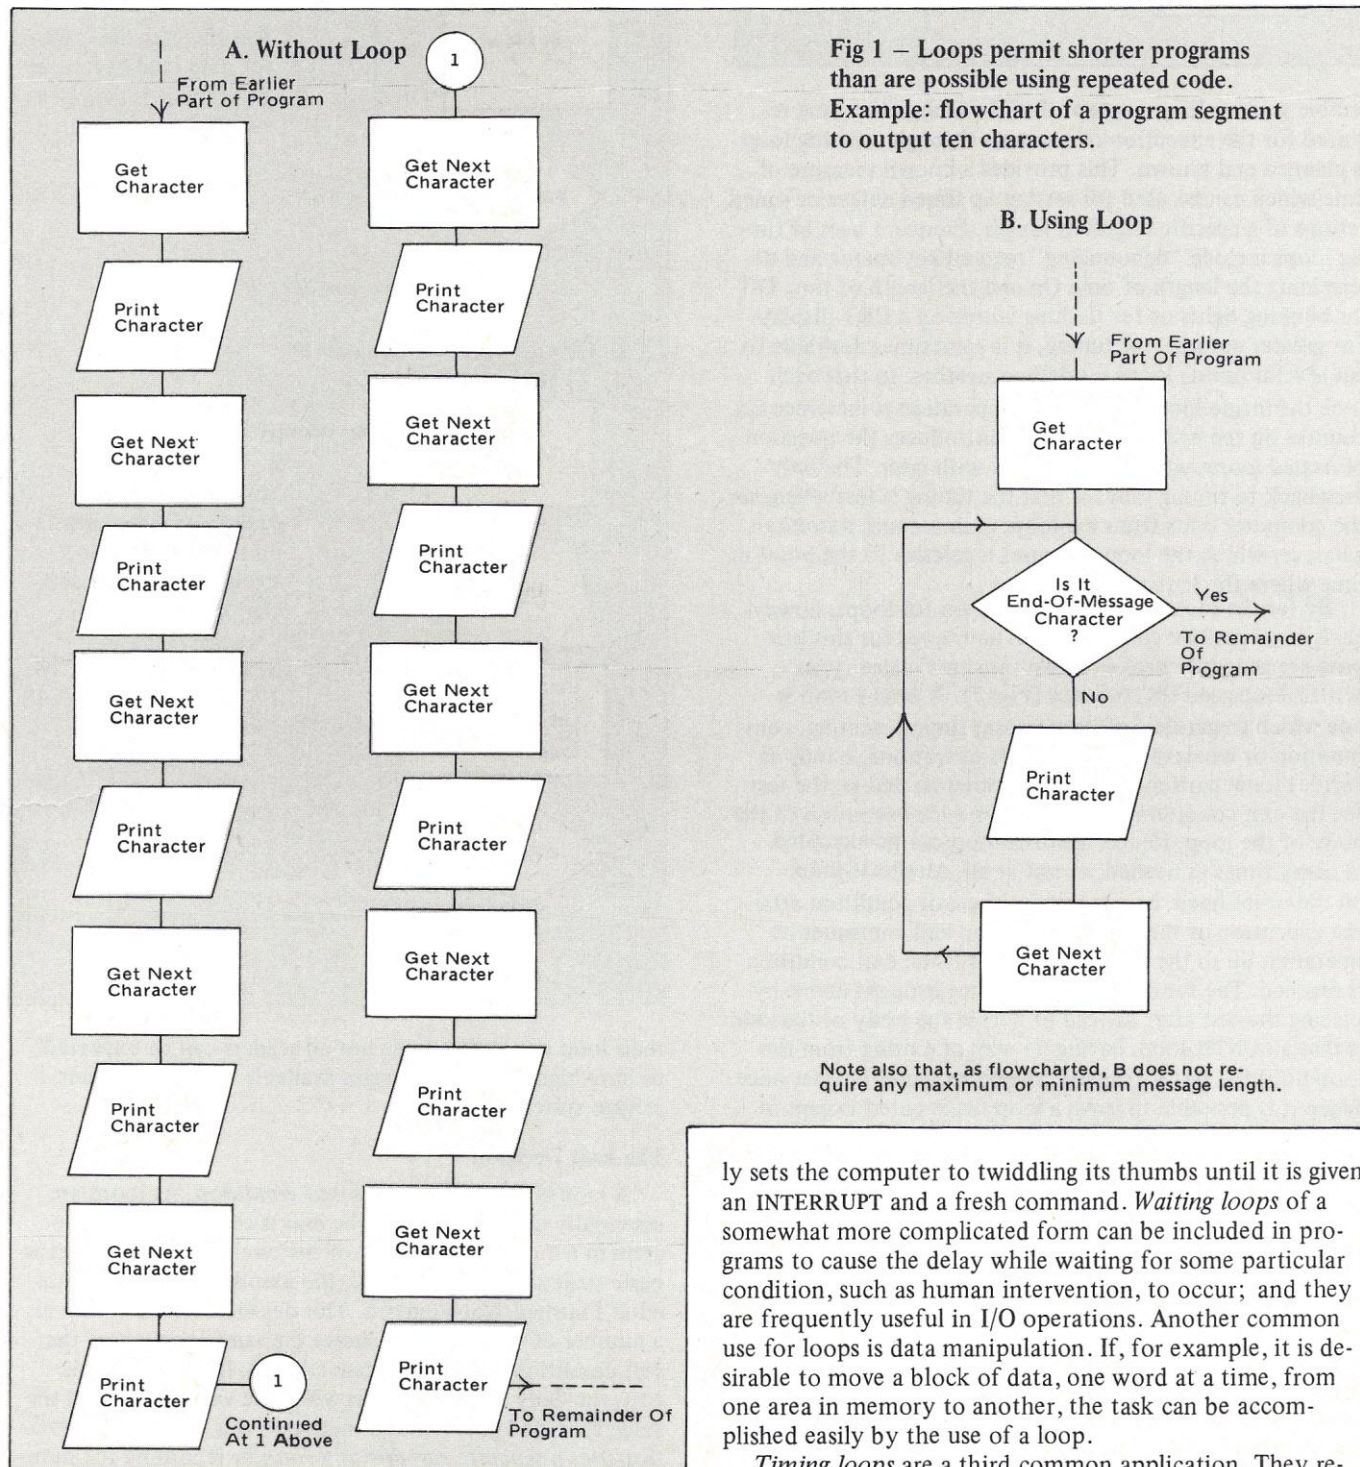 A. Without Loop
1
From Earlier
Part of Program
Get
Character
Print
Character
Get Next
Character
Print
Character
Get Next
Character
Print
Character
Get Next
Character
Print
Character
Get Next
Character
Print
Character
1
Continued
At 1 Above
Get Next
Character
Print
Character
Get Next
Character
Print
Character
Get Next
Character
Print
Character
Get Next
Character
Print
Character
Get Next
Character
Print
Character
To Remainder Of
Program
Fig 1 – Loops permit shorter programs
than are possible using repeated code.
Example: flowchart of a program segment
to output ten characters.
B. Using Loop
From Earlier
Part Of Program
Get
Character
Is It
End-Of-Message
Character
?
Yes
To Remainder
Of
Program
No
Print
Character
Get Next
Character
Note also that, as flowcharted, B does not re-
quire any maximum or minimum message length.
ly sets the computer to twiddling its thumbs until it is given
an INTERRUPT and a fresh command. Waiting loops of a
somewhat more complicated form can be included in pro-
grams to cause the delay while waiting for some particular
condition, such as human intervention, to occur; and they
are frequently useful in I/O operations. Another common
use for loops is data manipulation. If, for example, it is de-
sirable to move a block of data, one word at a time, from
one area in memory to another, the task can be accom-
plished easily by the use of a loop.
Timing loops are a third common application. They re-